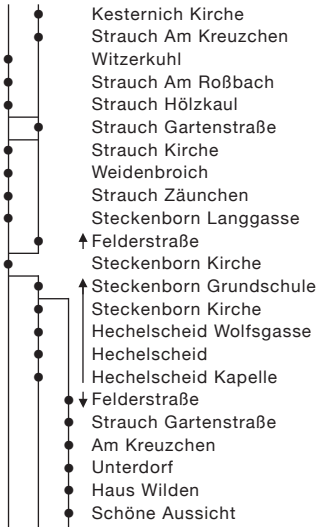 Kesternich Kirche
Strauch Am Kreuzchen
Witzerkuhl
Strauch Am Roßbach
Strauch Hölzkaul
Strauch Gartenstraße
Strauch Kirche
Weidenbroich
Strauch Zäunchen
Steckenborn Langgasse
Felderstraße
Steckenborn Kirche
Steckenborn Grundschule
Steckenborn Kirche
Hechelscheid Wolfsgasse
Hechelscheid
Hechelscheid Kapelle
Felderstraße
Strauch Gartenstraße
Am Kreuzchen
Unterdorf
Haus Wilden
Schöne Aussicht